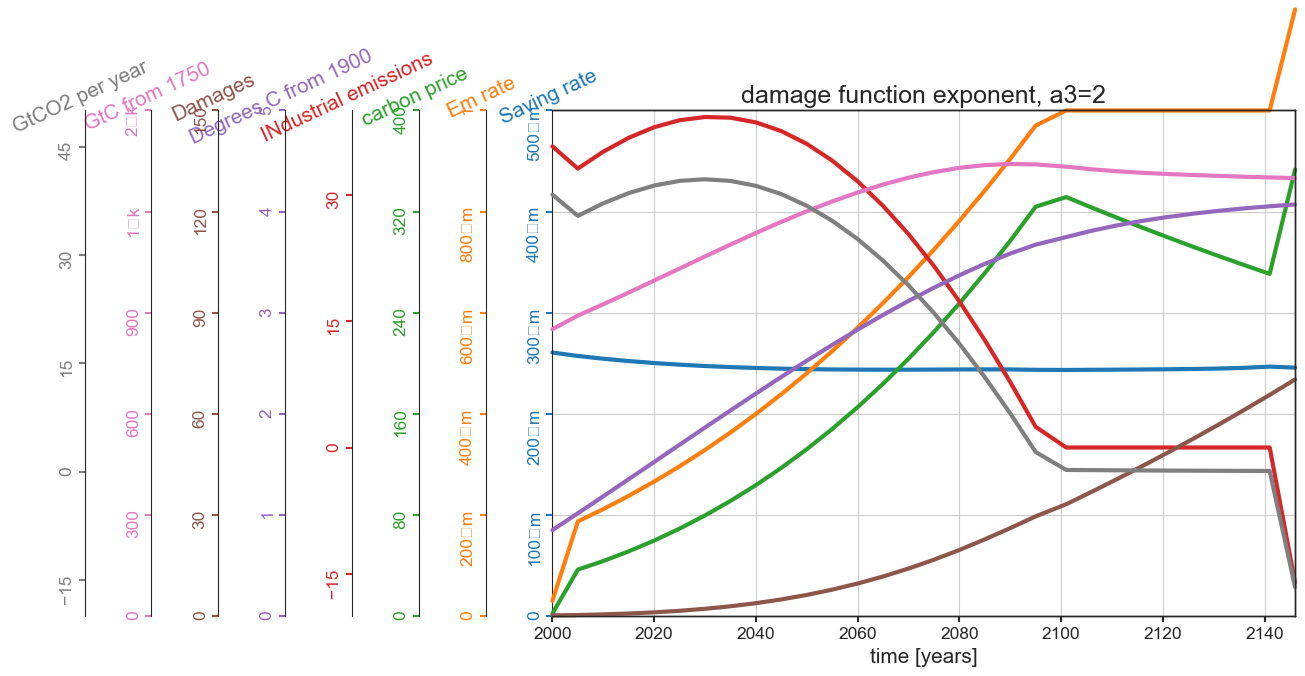 damage function exponent, a3=2
GtCO2 per year
GtC from 1750
Damages
Degrees C from 1900
INdustrial emissions
carbon price
Em rate
Saving rate
45
30
15
0
−15
2□k
1□k
900
600
300
0
150
120
90
60
30
0
5
4
3
2
1
0
30
15
0
−15
400
320
240
160
80
0
800□m
600□m
400□m
200□m
500□m
400□m
300□m
200□m
100□m
0
2000 2020 2040 2060 2080 2100 2120 2140
time [years]